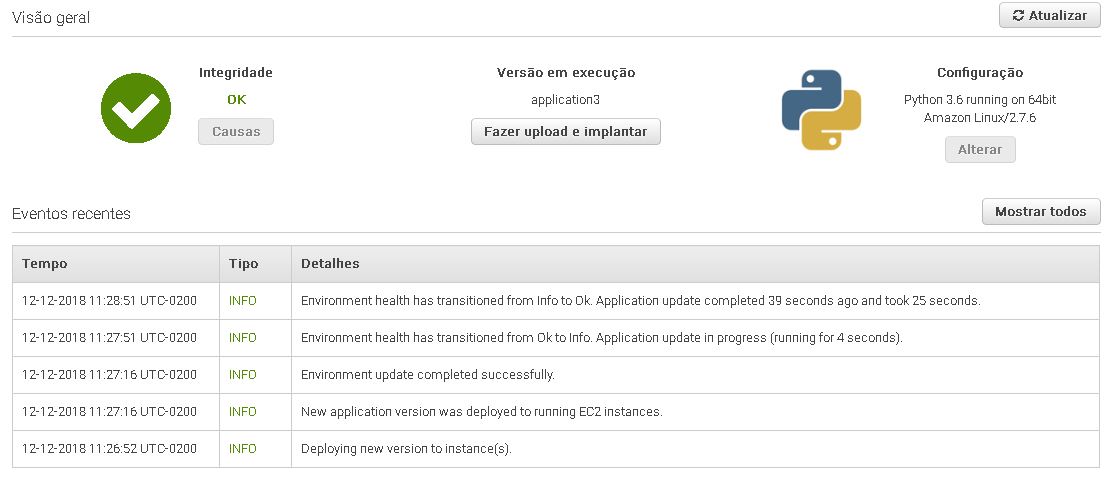 Visão geral
Atualizar
Integridade
OK
Causas
Versão em execução
application3
Fazer upload e implantar
Configuração
Python 3.6 running on 64bit
Amazon Linux/2.7.6
Alterar
Eventos recentes
Mostrar todos
Tempo Tipo Detalhes
12-12-2018 11:28:51 UTC-0200 INFO Environment health has transitioned from Info to Ok. Application update completed 39 seconds ago and took 25 seconds.
12-12-2018 11:27:51 UTC-0200 INFO Environment health has transitioned from Ok to Info. Application update in progress (running for 4 seconds).
12-12-2018 11:27:16 UTC-0200 INFO Environment update completed successfully.
12-12-2018 11:27:16 UTC-0200 INFO New application version was deployed to running EC2 instances.
12-12-2018 11:26:52 UTC-0200 INFO Deploying new version to instance(s).